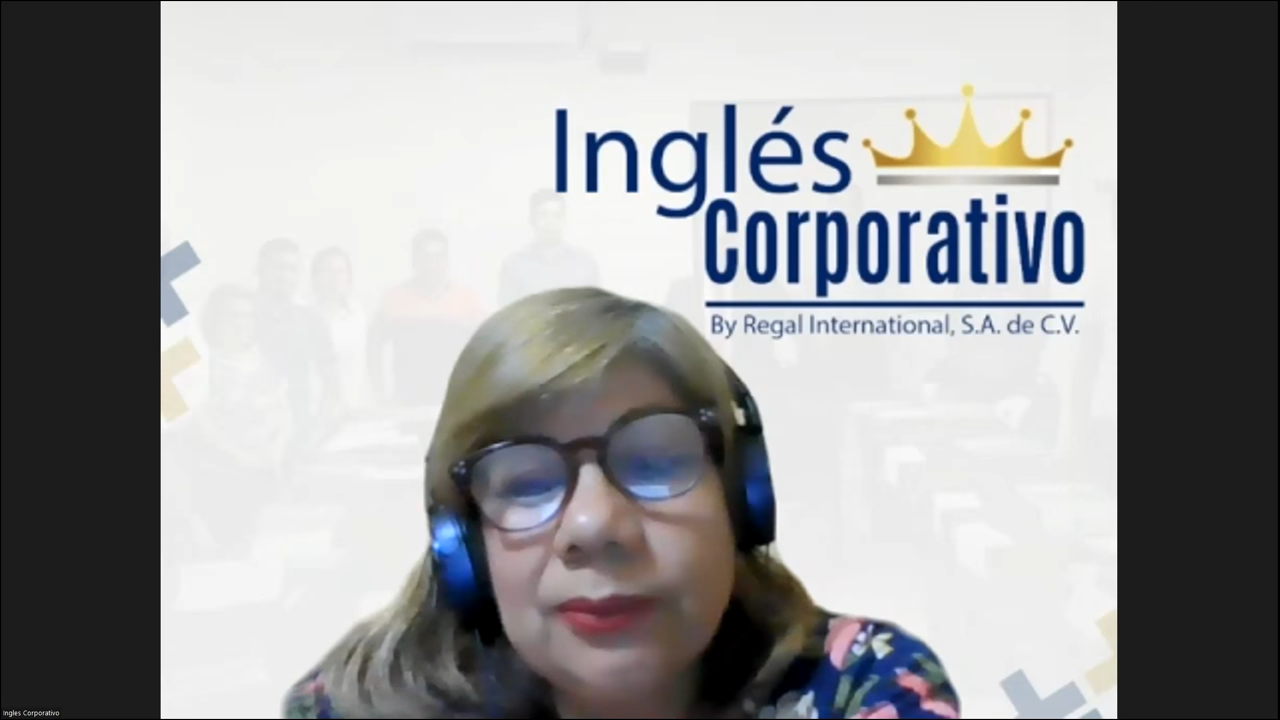 Inglés
Corporativo
By Regal International, S.A. de C.V.
Ingles Corporativo